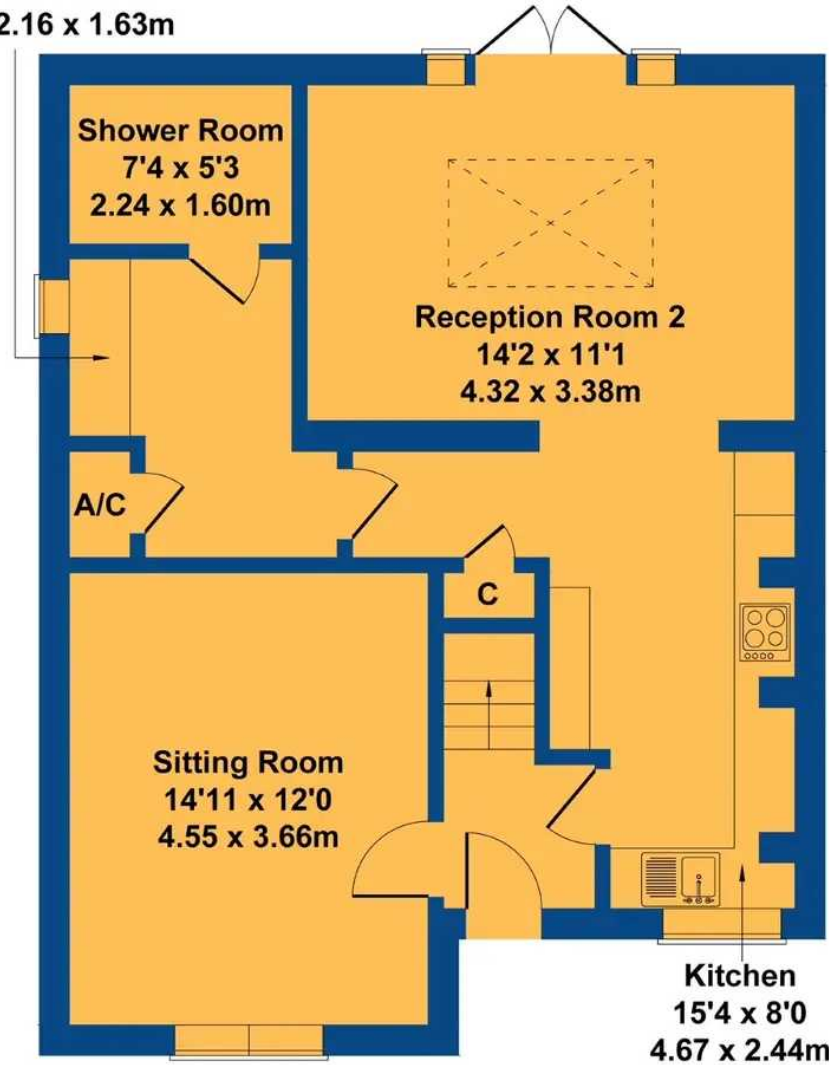 2.16 x 1.63m
Shower Room
7'4 x 5'3
2.24 x 1.60m
Reception Room 2
14'2 x 11'1
4.32 x 3.38m
A/C
C
Sitting Room
14'11 x 12'0
4.55 x 3.66m
Kitchen
15'4 x 8'0
4.67 x 2.44m